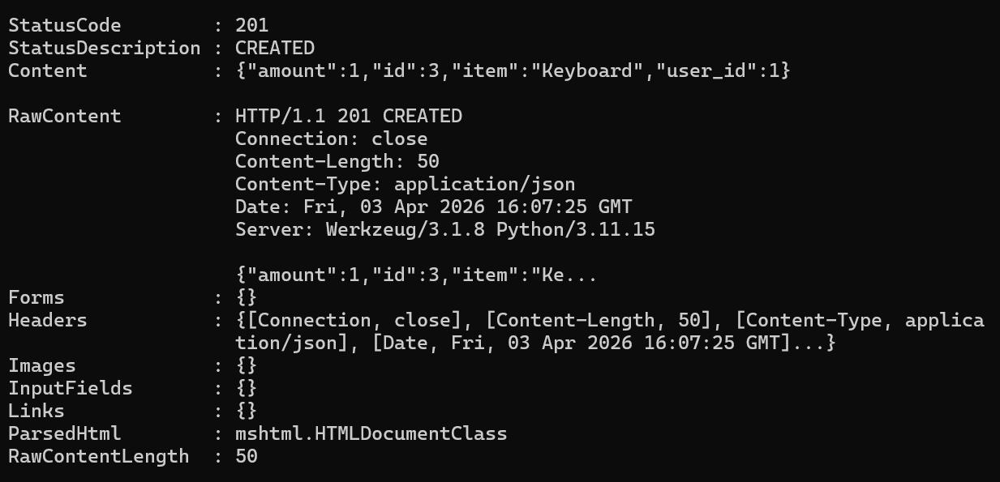 StatusCode        : 201
StatusDescription : CREATED
Content           : {"amount":1,"id":3,"item":"Keyboard","user_id":1}

RawContent        : HTTP/1.1 201 CREATED
                    Connection: close
                    Content-Length: 50
                    Content-Type: application/json
                    Date: Fri, 03 Apr 2026 16:07:25 GMT
                    Server: Werkzeug/3.1.8 Python/3.11.15

                    {"amount":1,"id":3,"item":"Ke...
Forms             : {}
Headers           : {[Connection, close], [Content-Length, 50], [Content-Type, applica
                    tion/json], [Date, Fri, 03 Apr 2026 16:07:25 GMT]...}
Images            : {}
InputFields       : {}
Links             : {}
ParsedHtml        : mshtml.HTMLDocumentClass
RawContentLength  : 50